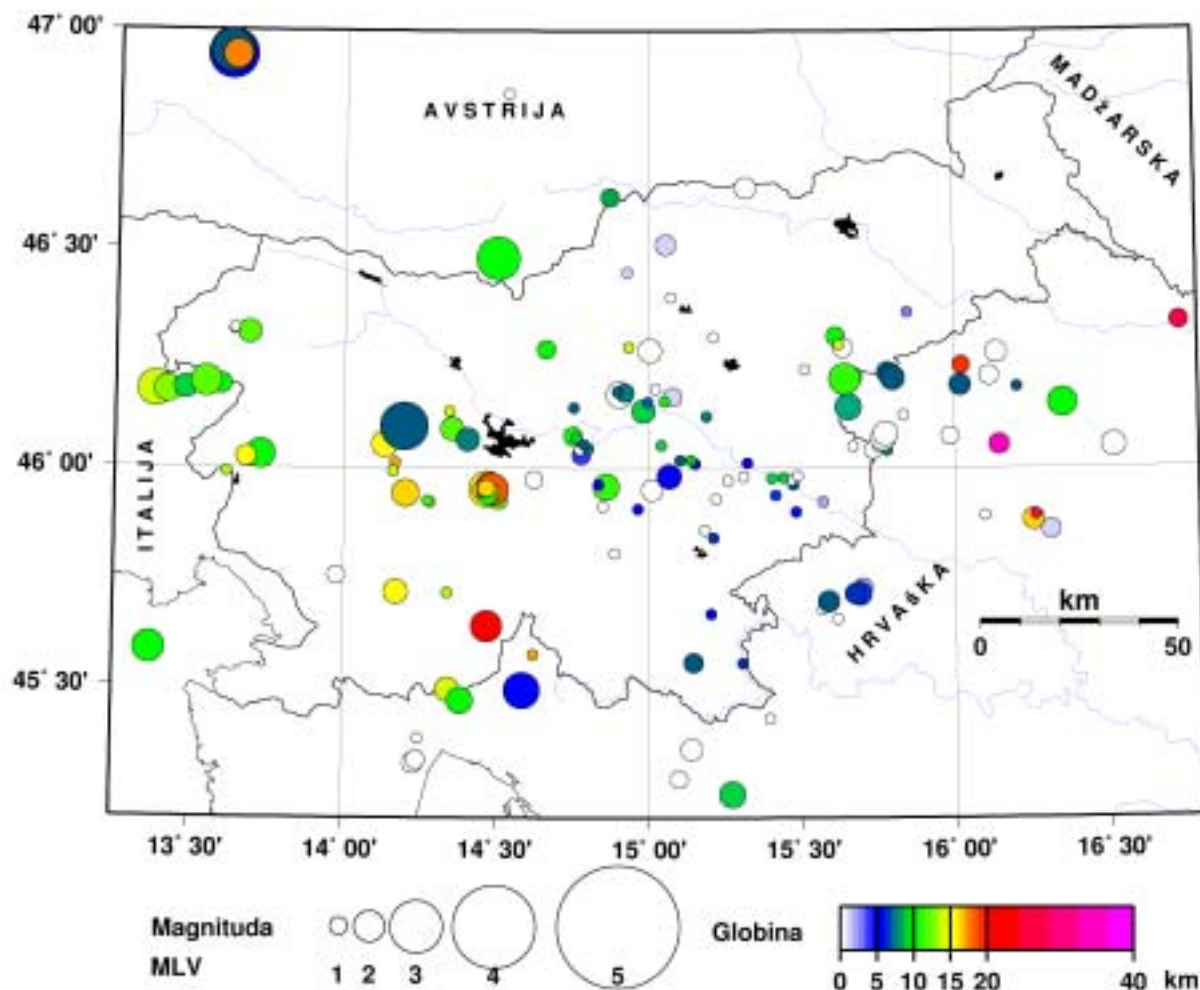 47° 00'
AVSTRIJA
MADžARSKA
46° 30'
ITALIJA
46° 00'
HRVAšKA
km
0 50
45° 30'
13° 30' 14° 00' 14° 30' 15° 00' 15° 30' 16° 00' 16° 30'
Magnituda
MLV
1 2 3 4 5
Globina
0 5 10 15 20 40 km